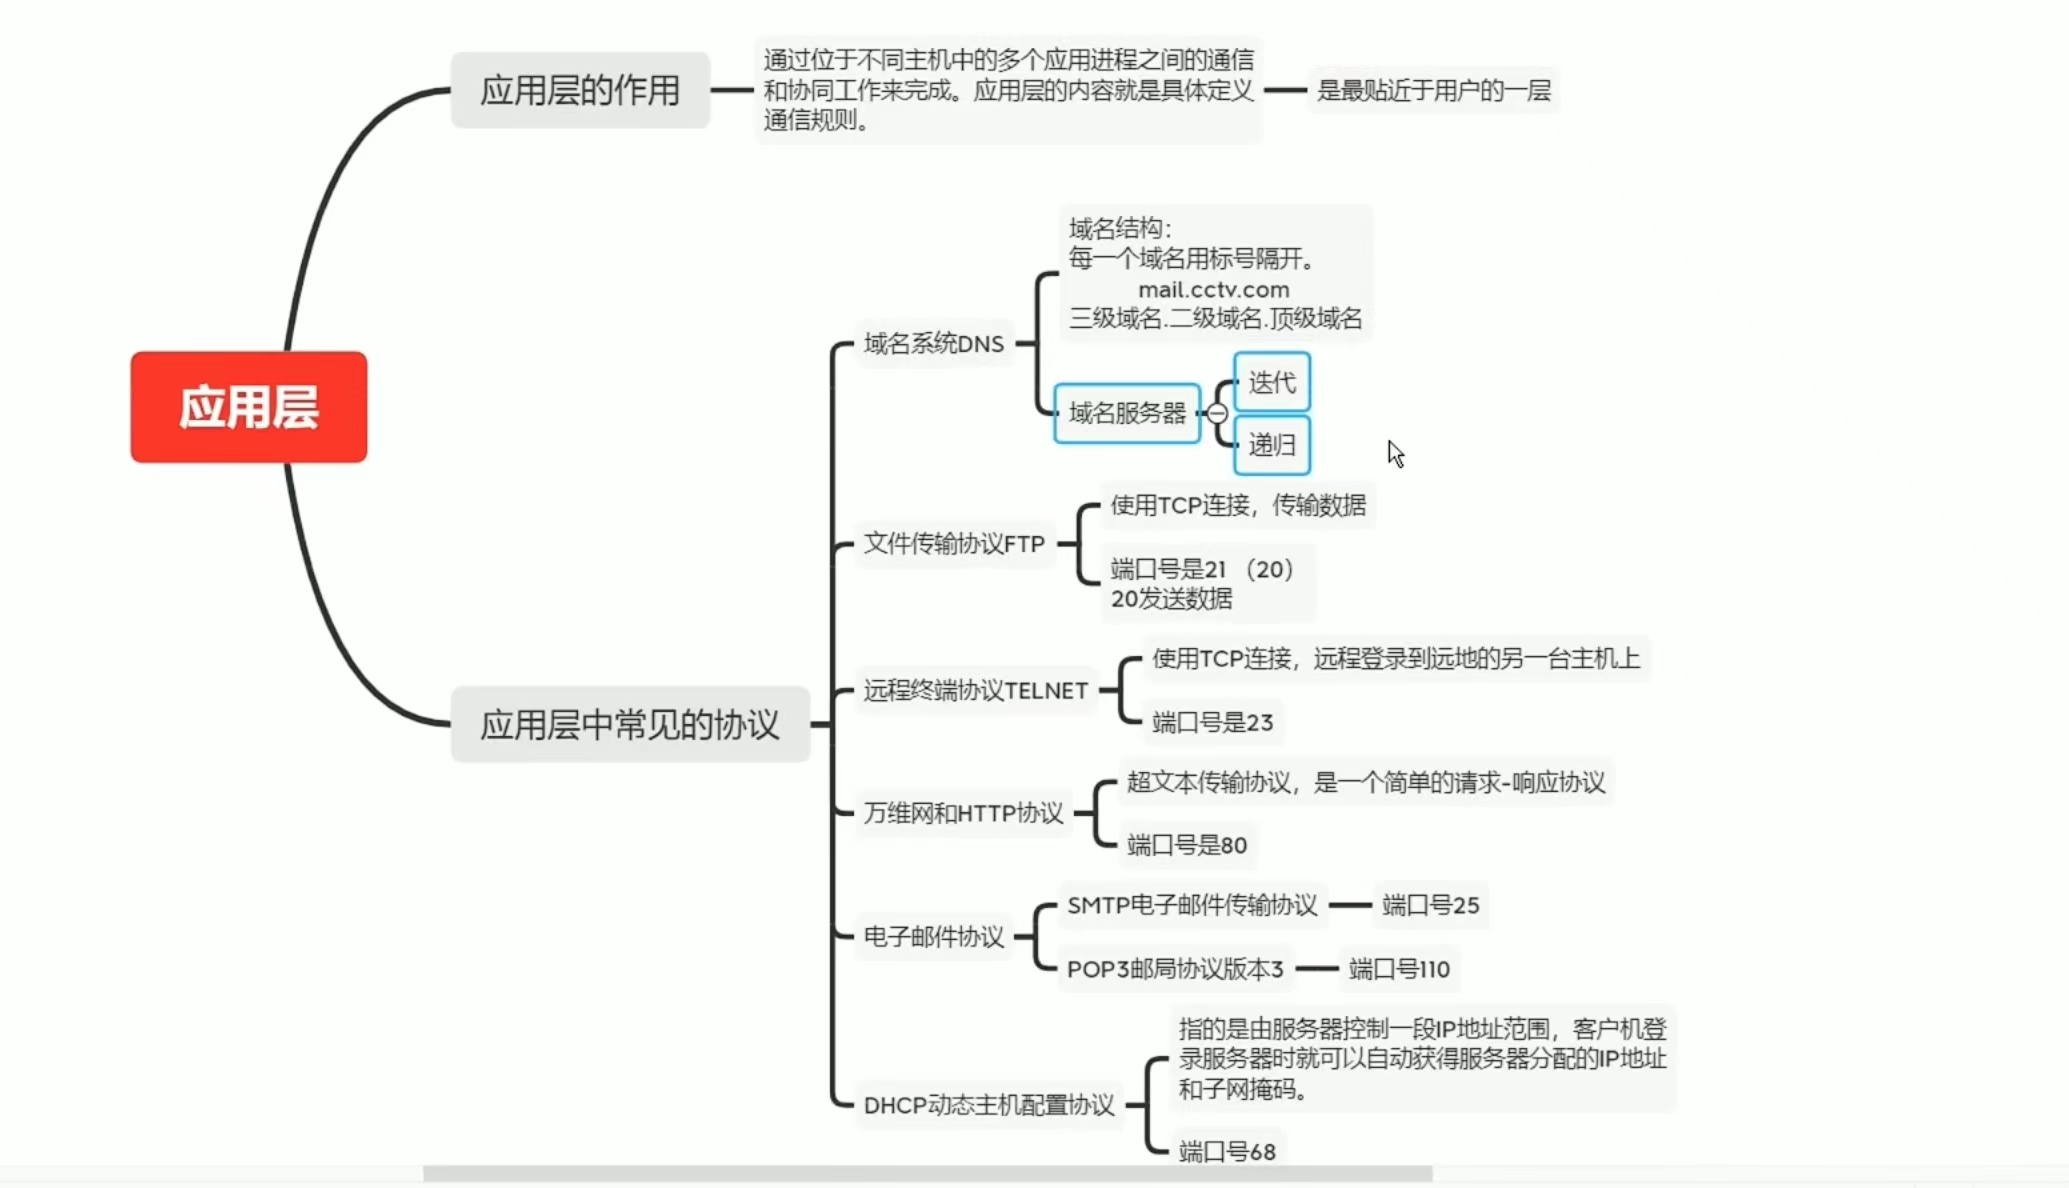 应用层的作用
通过位于不同主机中的多个应用进程之间的通信
和协同工作来完成。应用层的内容就是具体定义
通信规则。
是最贴近于用户的一层
应用层
应用层中常见的协议
域名系统DNS
域名结构：
每一个域名用标号隔开。
mail.cctv.com
三级域名.二级域名.顶级域名
域名服务器
迭代
递归
文件传输协议FTP
使用TCP连接，传输数据
端口号是21 （20）
20发送数据
远程终端协议TELNET
使用TCP连接，远程登录到远地的另一台主机上
端口号是23
万维网和HTTP协议
超文本传输协议，是一个简单的请求-响应协议
端口号是80
电子邮件协议
SMTP电子邮件传输协议
端口号25
POP3邮局协议版本3
端口号110
DHCP动态主机配置协议
指的是由服务器控制一段IP地址范围，客户机登
录服务器时就可以自动获得服务器分配的IP地址
和子网掩码。
端口号68